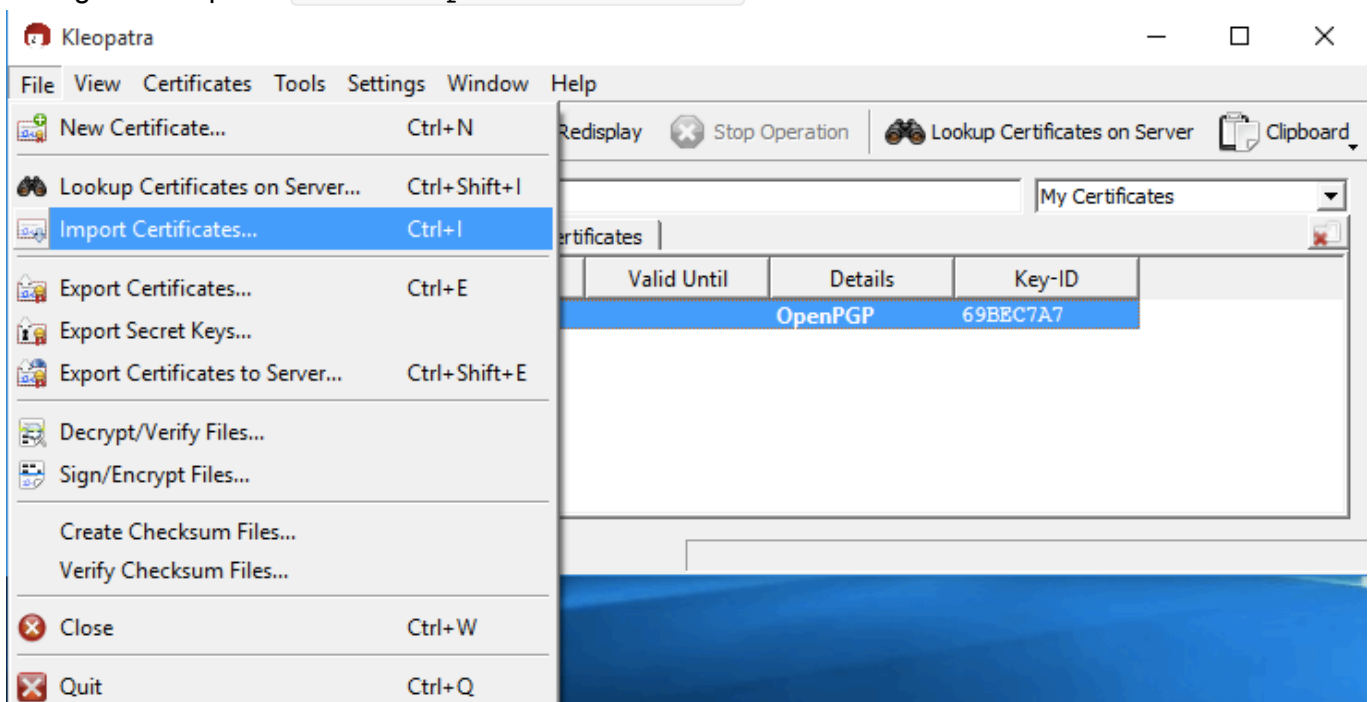 Kleopatra
File View Certificates Tools Settings Window Help
New Certificate... Ctrl+N
Redisplay Stop Operation Lookup Certificates on Server Clipboard
Lookup Certificates on Server... Ctrl+Shift+I
My Certificates
Import Certificates... Ctrl+I
ertificates
Valid Until Details Key-ID
Export Certificates... Ctrl+E
OpenPGP 69BEC7A7
Export Secret Keys...
Export Certificates to Server... Ctrl+Shift+E
Decrypt/Verify Files...
Sign/Encrypt Files...
Create Checksum Files...
Verify Checksum Files...
Close Ctrl+W
Quit Ctrl+Q